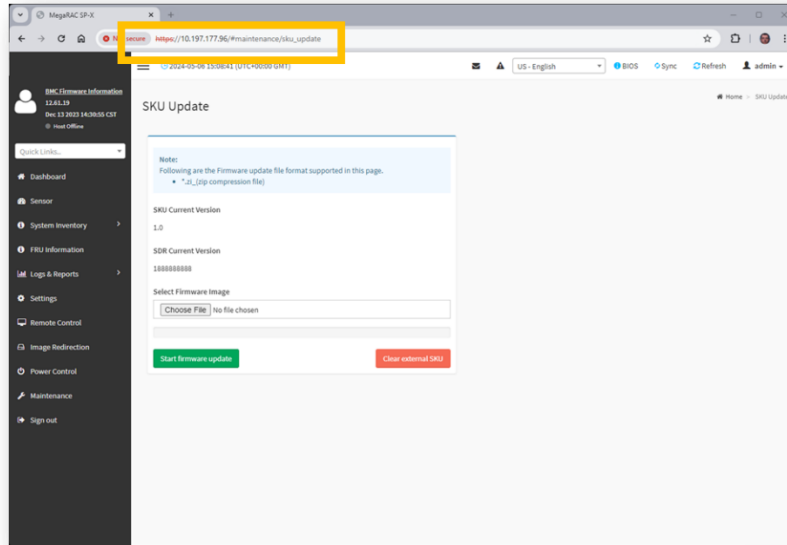 MegaRAC SP-X
https://10.197.177.96/#maintenance/sku_update
2024-05-06 15:08:41 (UTC+00:00 GMT)
US - English
BIOS
Sync
Refresh
admin
BMC Firmware Information
12.61.19
Dec 13 2023 14:30:55 CST
Host Offline
Quick Links..
Dashboard
Sensor
System Inventory
FRU Information
Logs & Reports
Settings
Remote Control
Image Redirection
Power Control
Maintenance
Sign out
SKU Update
Home
SKU Update
Note:
Following are the Firmware update file format supported in this page.
*.zi_(zip compression file)
SKU Current Version
1.0
SDR Current Version
1888888888
Select Firmware Image
Choose File No file chosen
Start firmware update
Clear external SKU